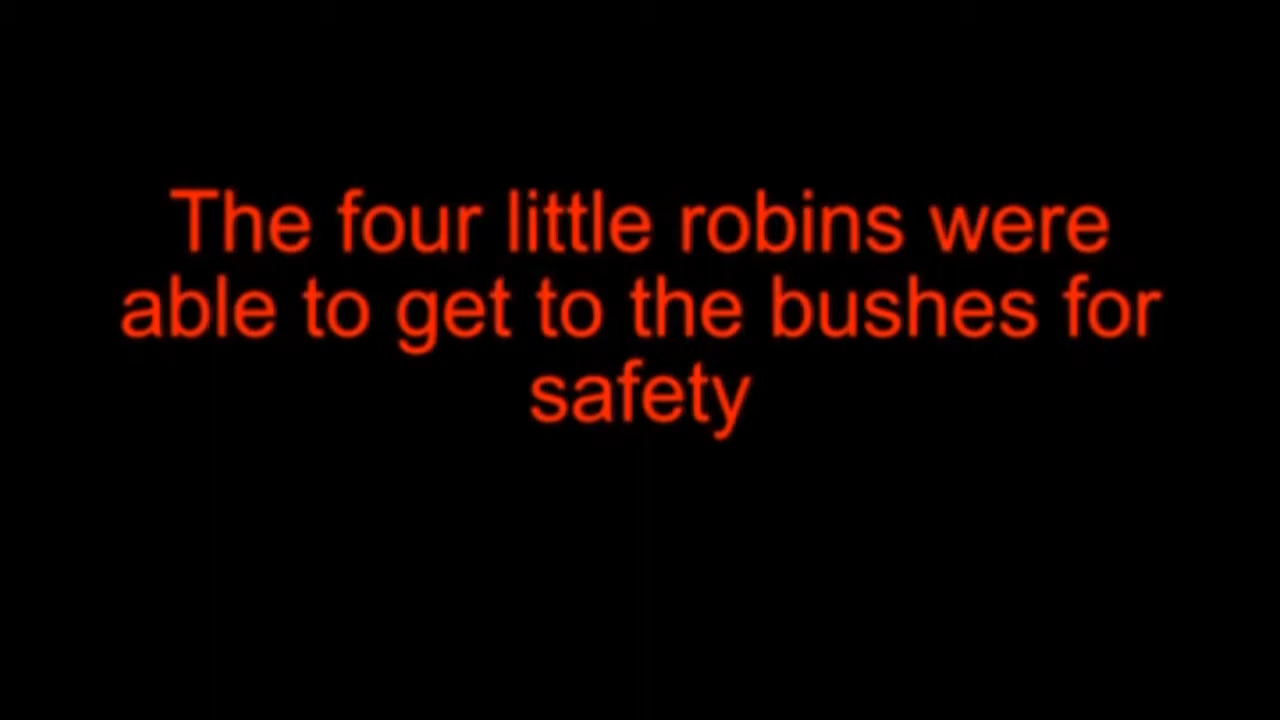 The four little robins were
able to get to the bushes for
safety